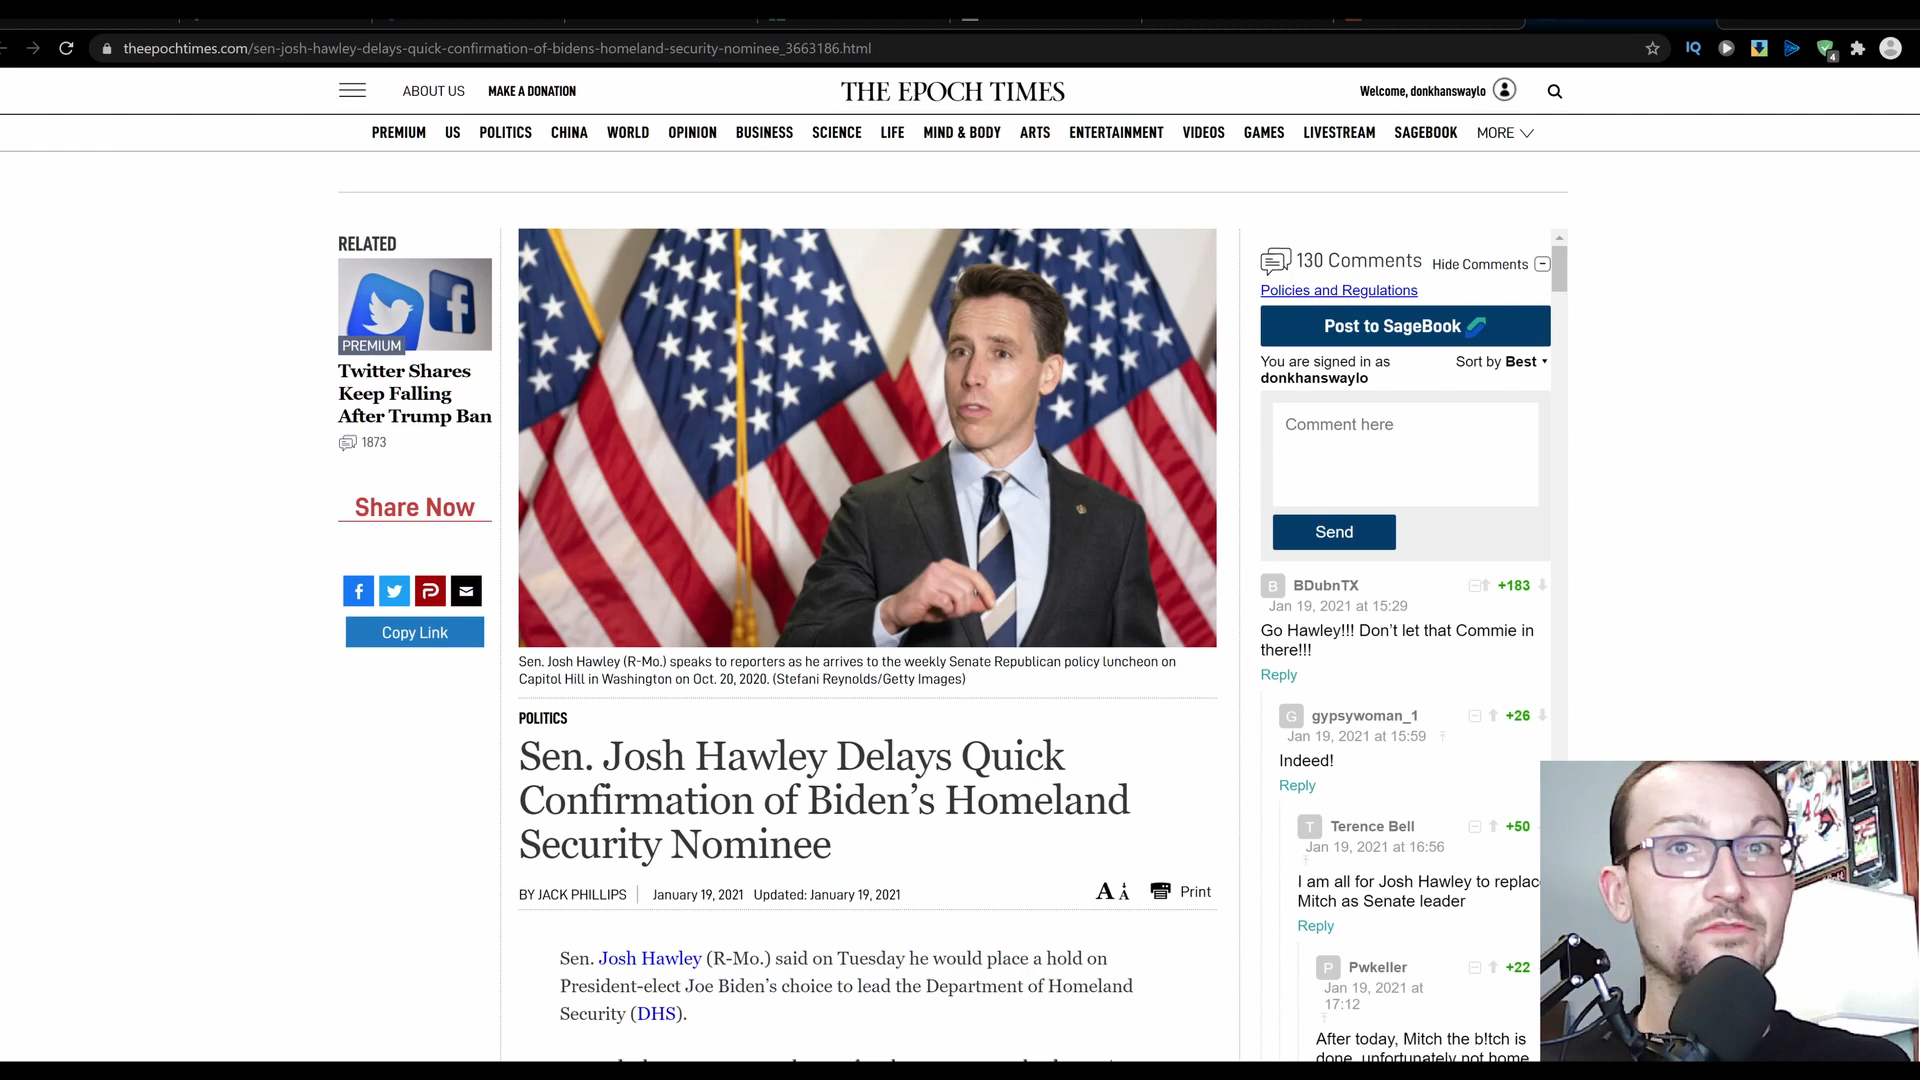 theepochtimes.com/sen-josh-hawley-delays-quick-confirmation-of-bidens-homeland-security-nominee_3663186.html
IQ
4
ABOUT US
MAKE A DONATION
THE EPOCH TIMES
Welcome, donkhanswaylo
PREMIUM US POLITICS CHINA WORLD OPINION BUSINESS SCIENCE LIFE MIND & BODY ARTS ENTERTAINMENT VIDEOS GAMES LIVESTREAM SAGEBOOK MORE
RELATED
PREMIUM
Twitter Shares
Keep Falling
After Trump Ban
1873
Share Now
Copy Link
Sen. Josh Hawley (R-Mo.) speaks to reporters as he arrives to the weekly Senate Republican policy luncheon on
Capitol Hill in Washington on Oct. 20, 2020. (Stefani Reynolds/Getty Images)
POLITICS
Sen. Josh Hawley Delays Quick
Confirmation of Biden’s Homeland
Security Nominee
BY JACK PHILLIPS
January 19, 2021 Updated: January 19, 2021
A A
Print
Sen. Josh Hawley (R-Mo.) said on Tuesday he would place a hold on
President-elect Joe Biden’s choice to lead the Department of Homeland
Security (DHS).
130 Comments
Hide Comments
Policies and Regulations
Post to SageBook
You are signed in as
donkhanswaylo
Sort by Best
Comment here
Send
B
BDubnTX
+183
Jan 19, 2021 at 15:29
Go Hawley!!! Don’t let that Commie in
there!!!
Reply
G
gypsywoman_1
+26
Jan 19, 2021 at 15:59
Indeed!
Reply
T
Terence Bell
+50
Jan 19, 2021 at 16:56
I am all for Josh Hawley to replac
Mitch as Senate leader
Reply
P
Pwkeller
+22
Jan 19, 2021 at
17:12
After today, Mitch the b!tch is
done, unfortunately not home